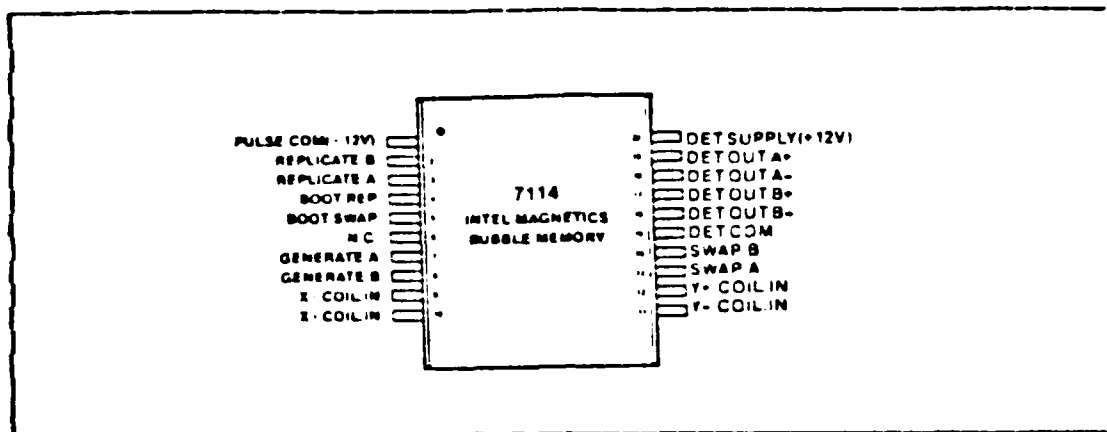 PULSE COM(- 12V)
REPLICATE B
REPLICATE A
BOOT REP
BOOT SWAP
N.C.
GENERATE A
GENERATE B
X - COIL.IN
X - COIL.IN
7114
INTEL MAGNETICS
BUBBLE MEMORY
DET SUPPLY(+12V)
DET OUT A+
DET OUT A-
DET OUT B+
DET OUT B-
DET COM
SWAP B
SWAP A
Y+ COIL.IN
Y- COIL.IN